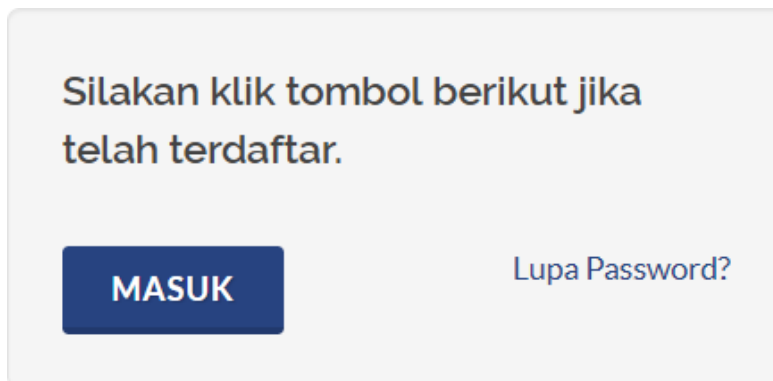 Silakan klik tombol berikut jika
telah terdaftar.
MASUK
Lupa Password?